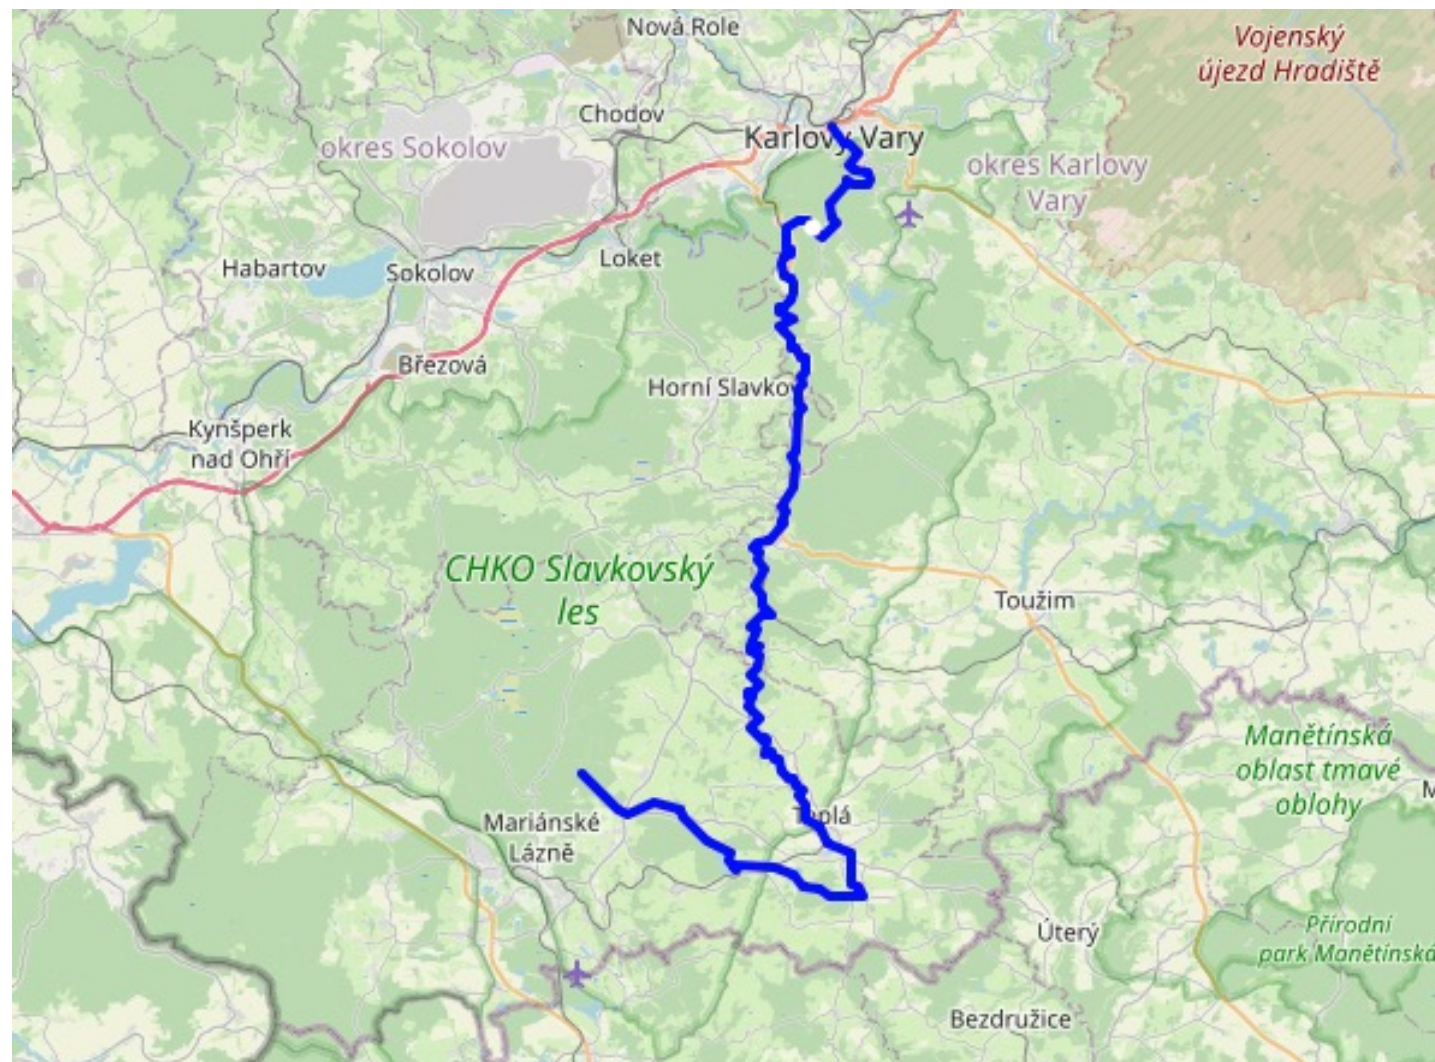 Nová Role
Vojenský
újezd Hradiště
Chodov
okres Sokolov
Karlovy Vary
okres Karlovy
Vary
Habartov
Sokolov
Loket
Březová
Horní Slavkov
Kynšperk
nad Ohří
CHKO Slavkovský
les
Toužim
Manětínská
oblast tmavé
oblohy
Mariánské
Lázně
Teplá
Úterý
Přírodní
park Manětínská
Bezdružice